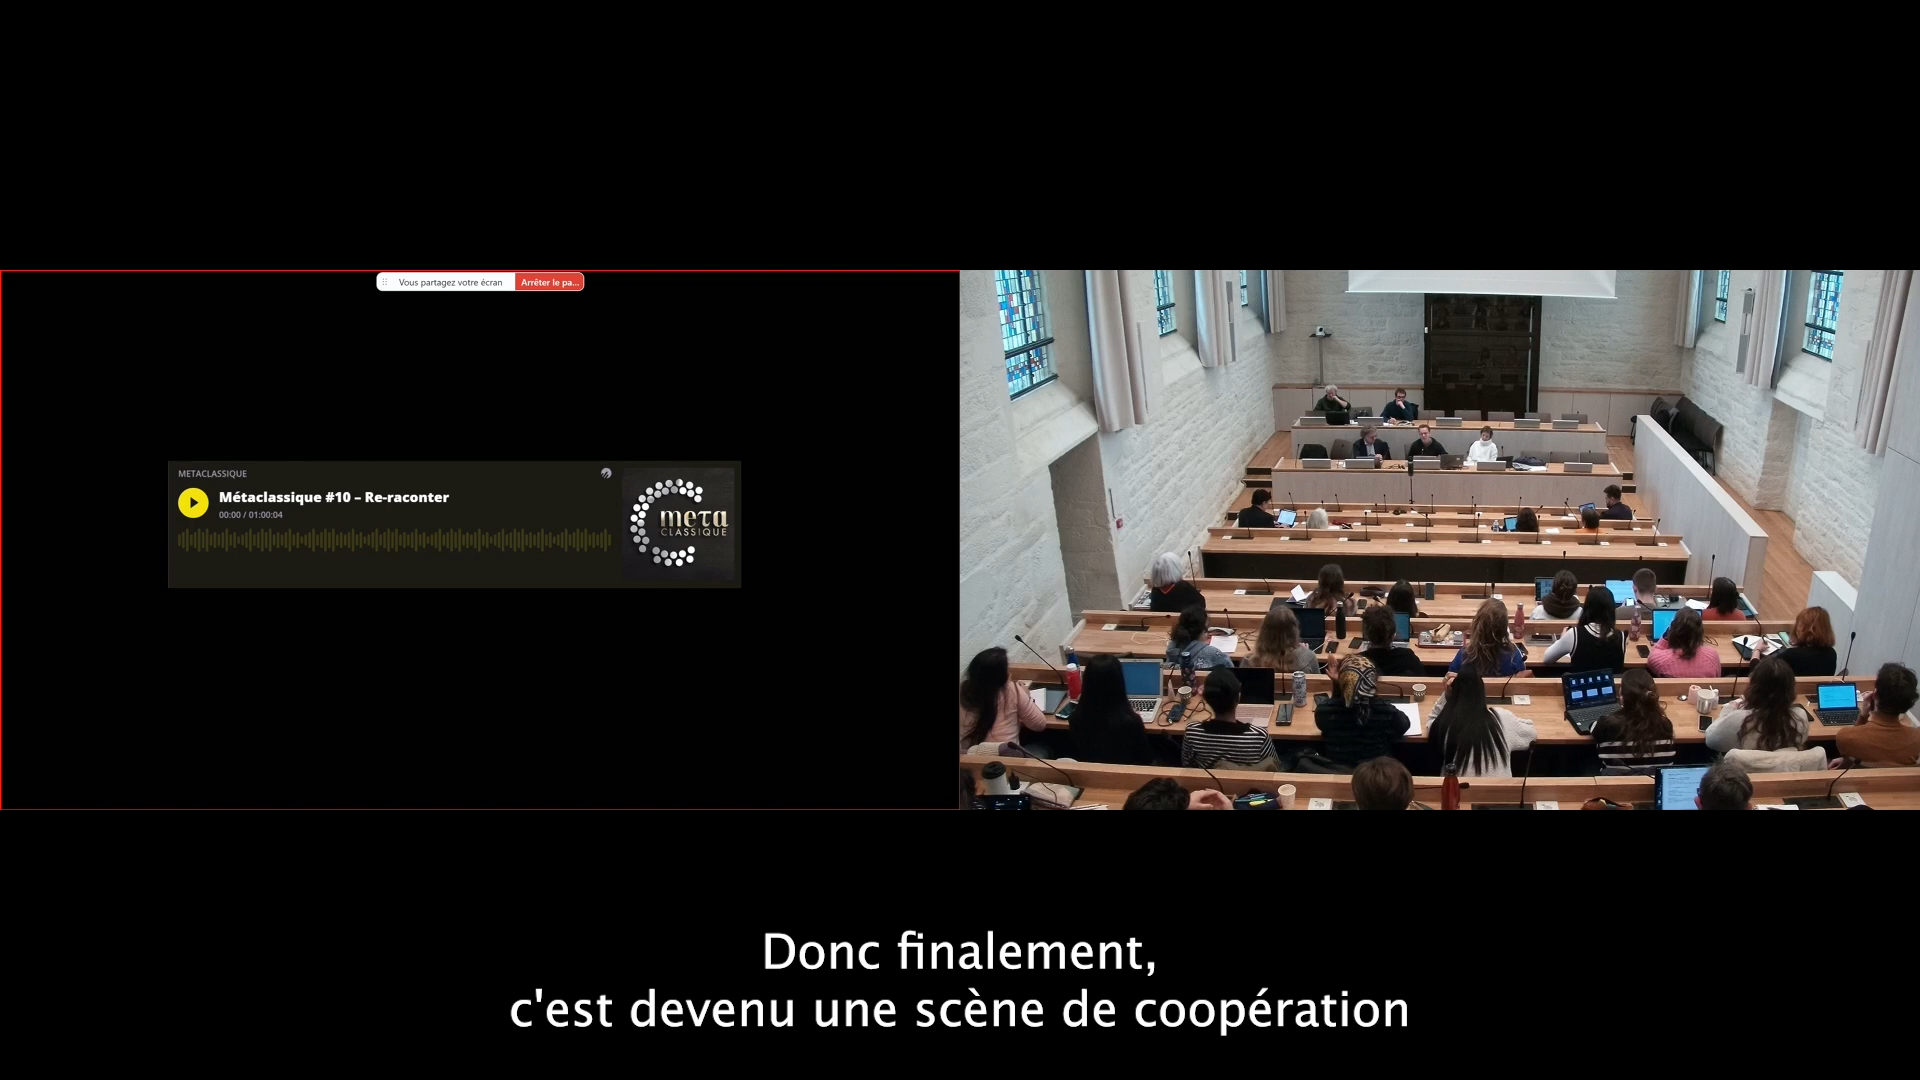 Vous partagez votre écran
Arrêter le pa...
METACLASSIQUE
Métaclassique #10 – Re-raconter
00:00 / 01:00:04
meta
CLASSIQUE
Donc finalement,
c'est devenu une scène de coopération